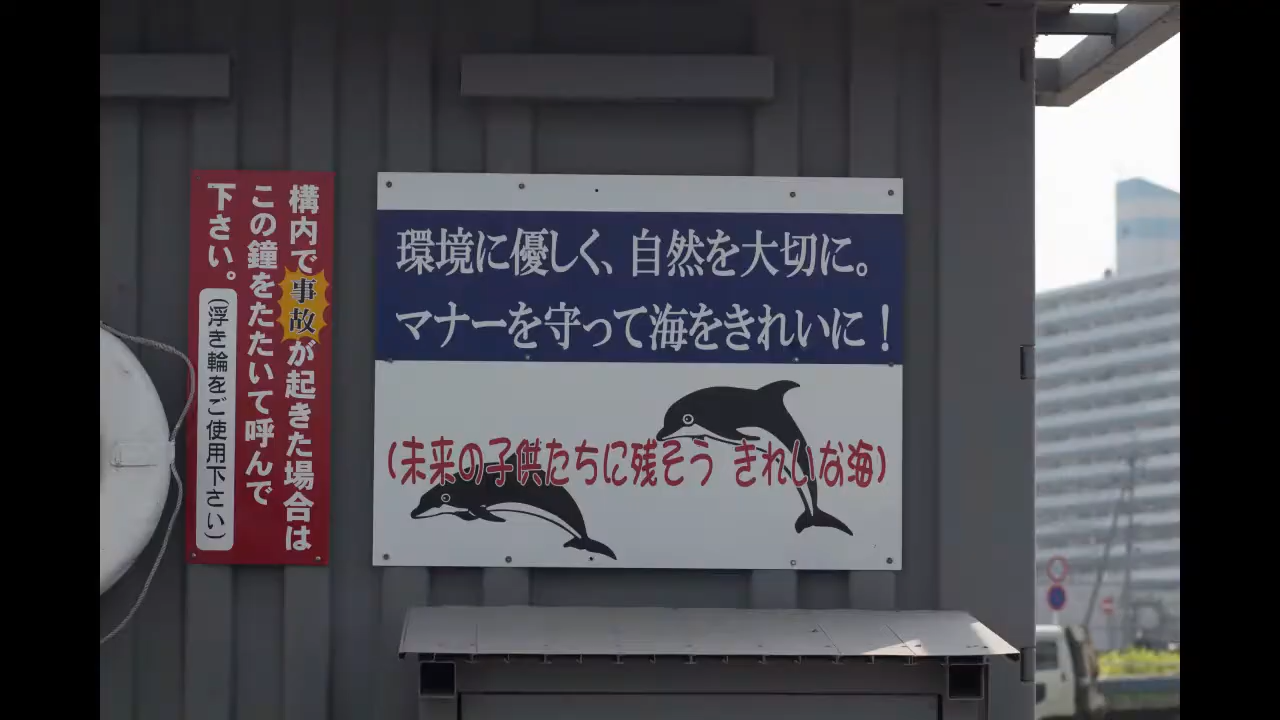 構内で事故が起きた場合は
この鐘をたたいて呼んで
下さい。
(浮き輪をご使用下さい)
環境に優しく、自然を大切に。
マナーを守って海をきれいに!
(未来の子供たちに残そう きれいな海)